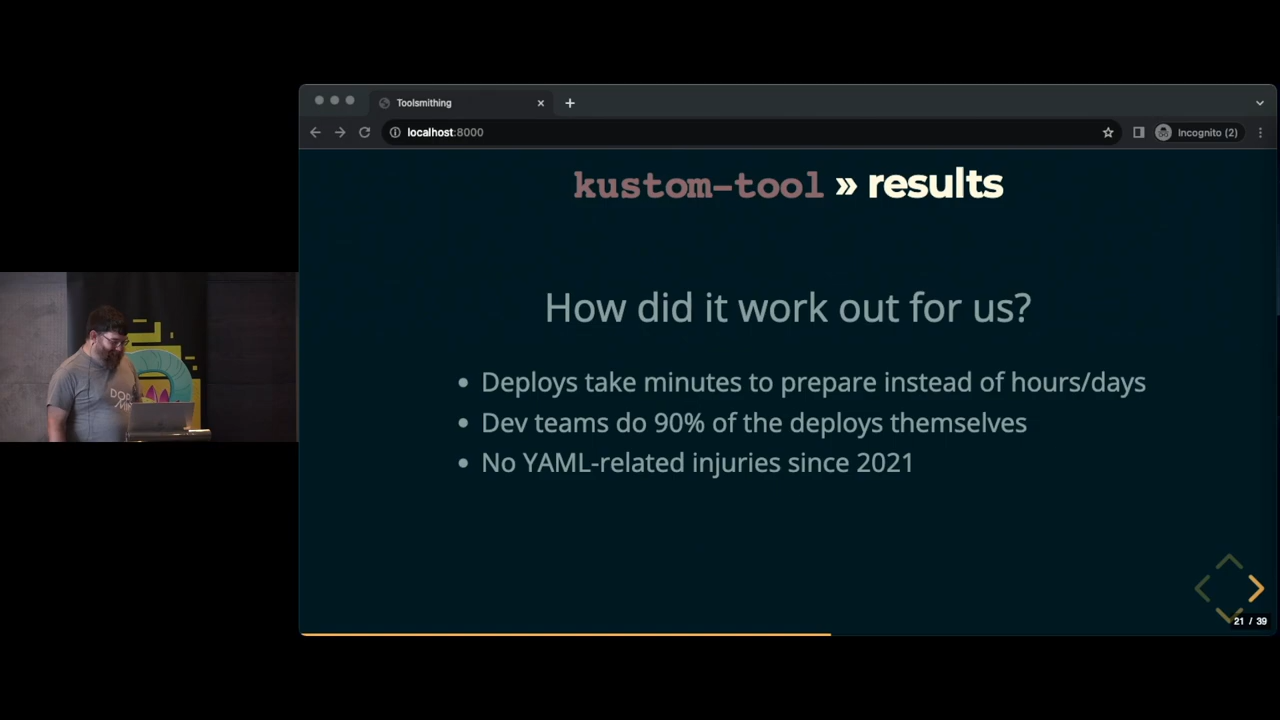 Toolsmithing
localhost:8000
Incognito (2)
kustom-tool » results
How did it work out for us?
• Deploys take minutes to prepare instead of hours/days
• Dev teams do 90% of the deploys themselves
• No YAML-related injuries since 2021
21 / 39